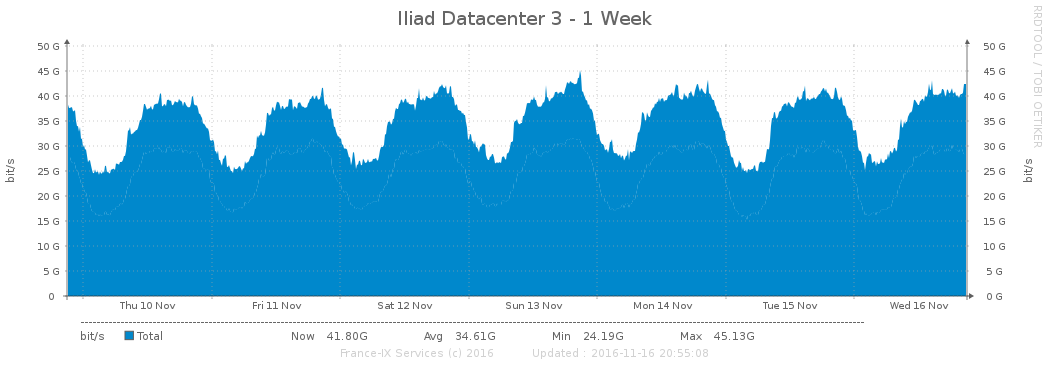 Iliad Datacenter 3 - 1 Week
RRDTOOL / TOBI OETIKER
50 G 50 G
45 G 45 G
40 G 40 G
35 G 35 G
30 G 30 G
25 G 25 G
20 G 20 G
15 G 15 G
10 G 10 G
5 G 5 G
0 0 G
bit/s bit/s
Thu 10 Nov Fri 11 Nov Sat 12 Nov Sun 13 Nov Mon 14 Nov Tue 15 Nov Wed 16 Nov
bit/s Total Now 41.80G Avg 34.61G Min 24.19G Max 45.13G
France-IX Services (c) 2016 Updated : 2016-11-16 20:55:08